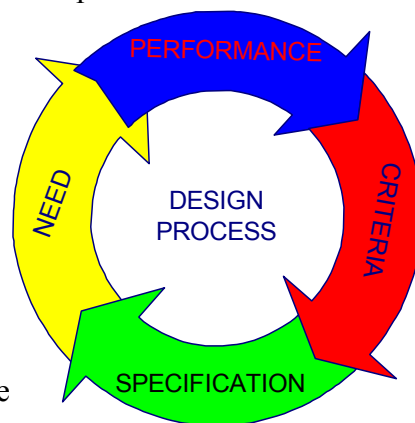 PERFORMANCE
NEED
DESIGN
PROCESS
CRITERIA
SPECIFICATION
e